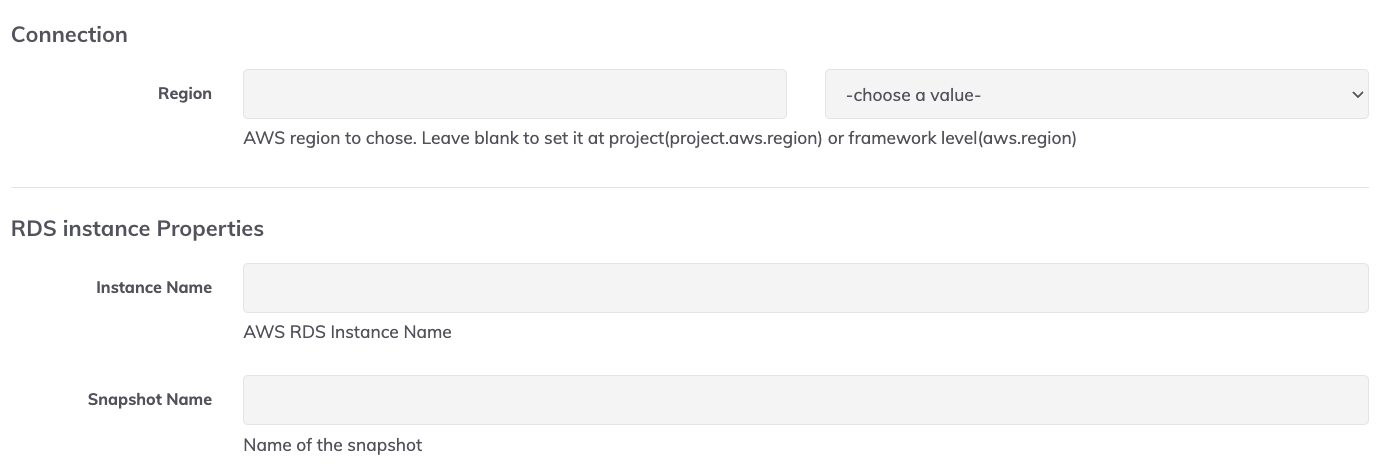 Connection
Region
-choose a value-
AWS region to chose. Leave blank to set it at project(project.aws.region) or framework level(aws.region)
RDS instance Properties
Instance Name
AWS RDS Instance Name
Snapshot Name
Name of the snapshot